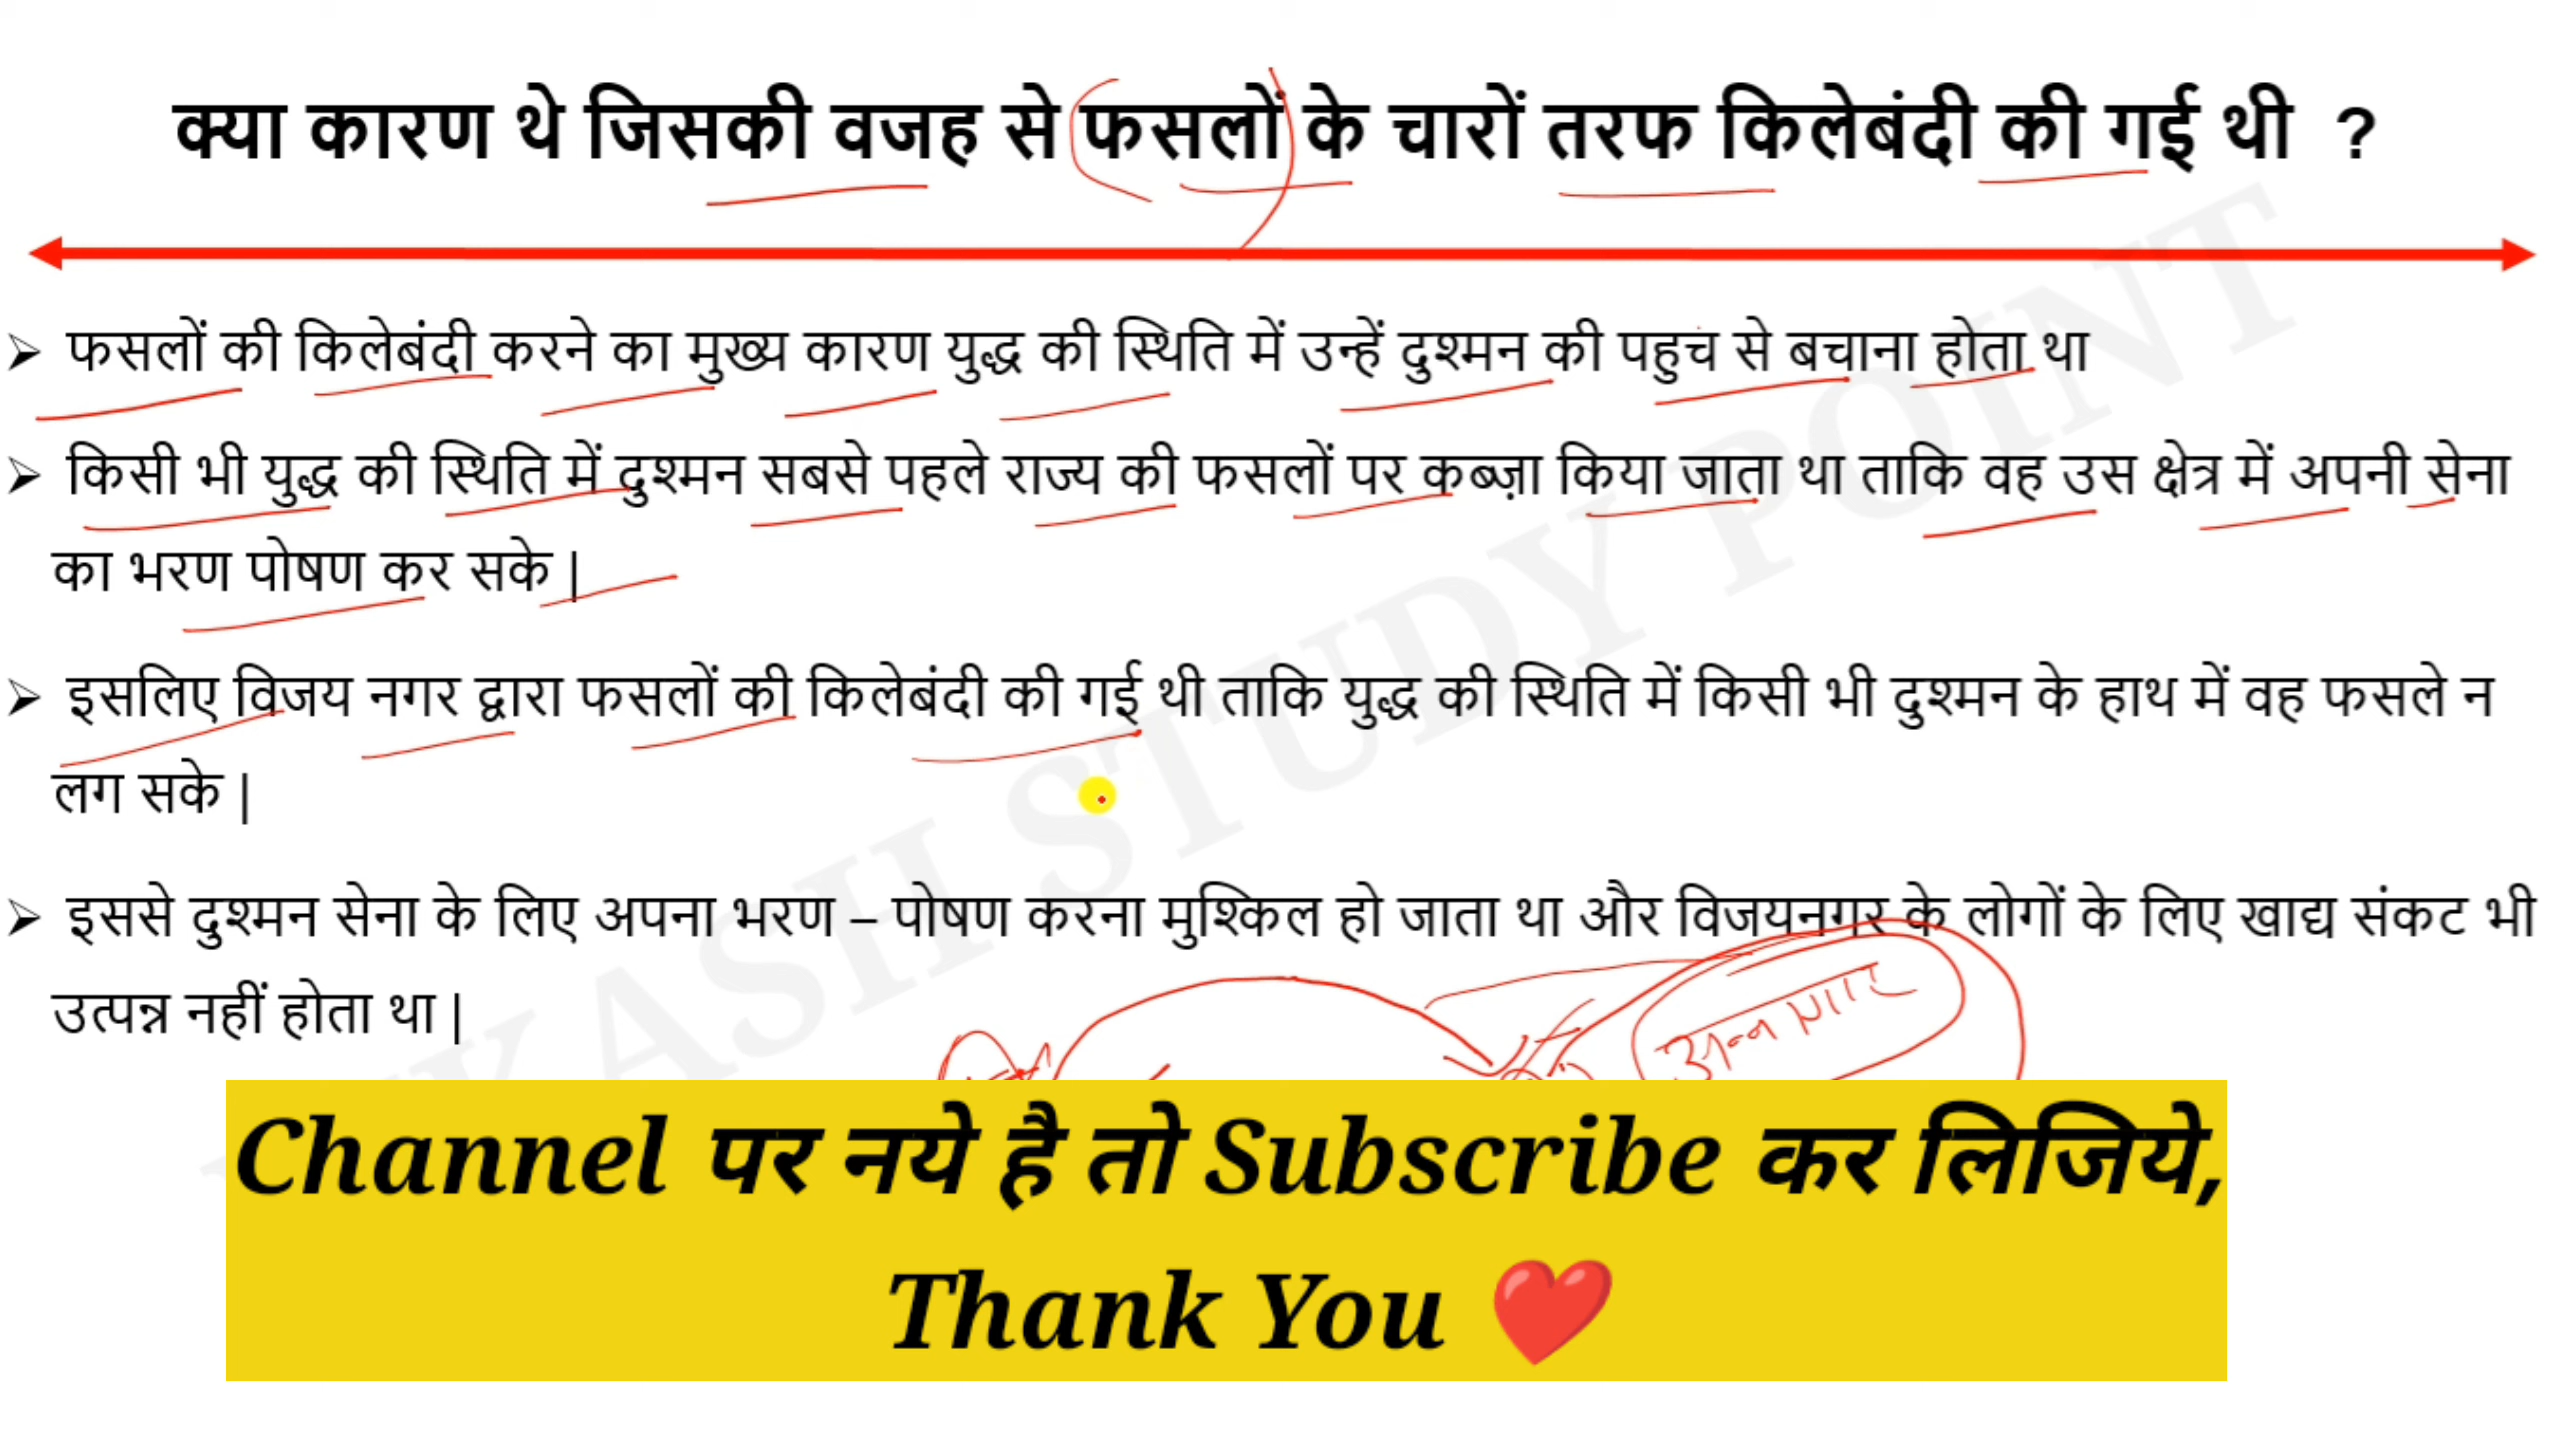 क्या कारण थे जिसकी वजह से फसलों के चारों तरफ किलेबंदी की गई थी ?
➢ फसलों की किलेबंदी करने का मुख्य कारण युद्ध की स्थिति में उन्हें दुश्मन की पहुच से बचाना होता था
➢ किसी भी युद्ध की स्थिति में दुश्मन सबसे पहले राज्य की फसलों पर कब्ज़ा किया जाता था ताकि वह उस क्षेत्र में अपनी सेना
का भरण पोषण कर सके |
➢ इसलिए विजय नगर द्वारा फसलों की किलेबंदी की गई थी ताकि युद्ध की स्थिति में किसी भी दुश्मन के हाथ में वह फसले न
लग सके |
➢ इससे दुश्मन सेना के लिए अपना भरण – पोषण करना मुश्किल हो जाता था और विजयनगर के लोगों के लिए खाद्य संकट भी
उत्पन्न नहीं होता था |
STUDY POINT
Channel पर नये है तो Subscribe कर लिजिये,
Thank You ❤️